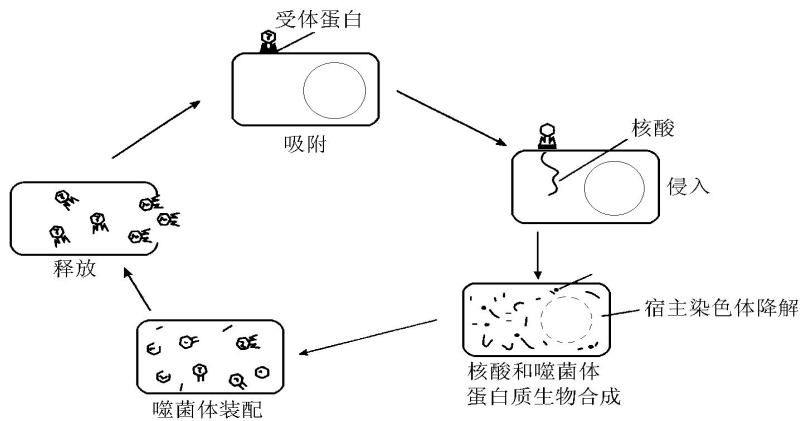 受体蛋白
吸附
核酸
侵入
宿主染色体降解
核酸和噬菌体
蛋白质生物合成
噬菌体装配
释放